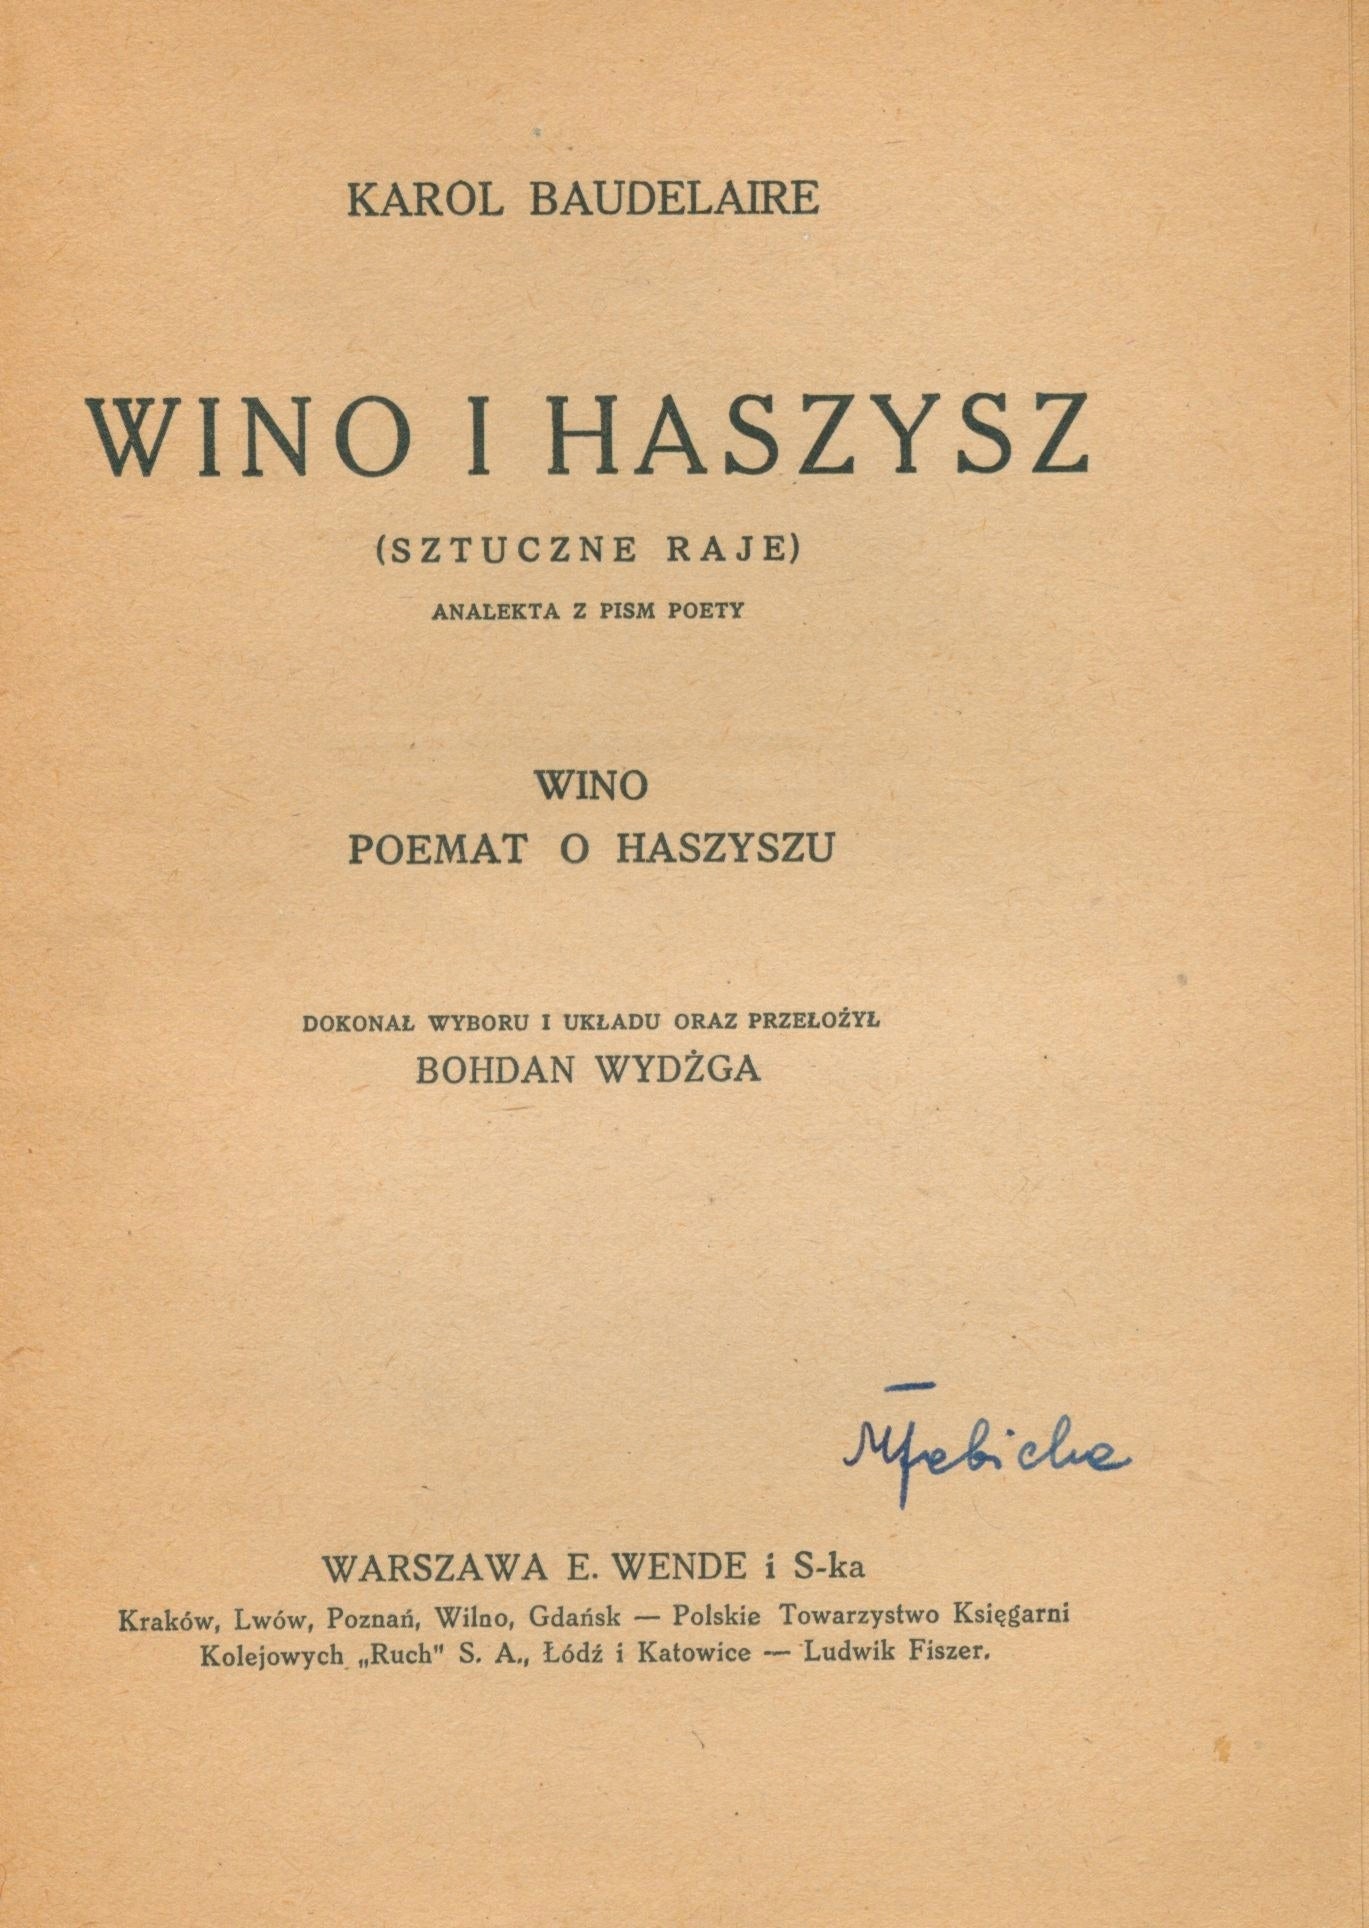 KAROL BAUDELAIRE
WINO I HASZYSZ
(SZTUCZNE RAJE)
ANALEKTA Z PISM POETY
WINO
POEMAT O HASZYSZU
DOKONAŁ WYBORU I UKŁADU ORAZ PRZEŁOŻYŁ
BOHDAN WYDŻGA
WARSZAWA E. WENDE i S-ka
Kraków, Lwów, Poznań, Wilno, Gdańsk — Polskie Towarzystwo Księgarni
Kolejowych „Ruch" S. A., Łódź i Katowice — Ludwik Fiszer.